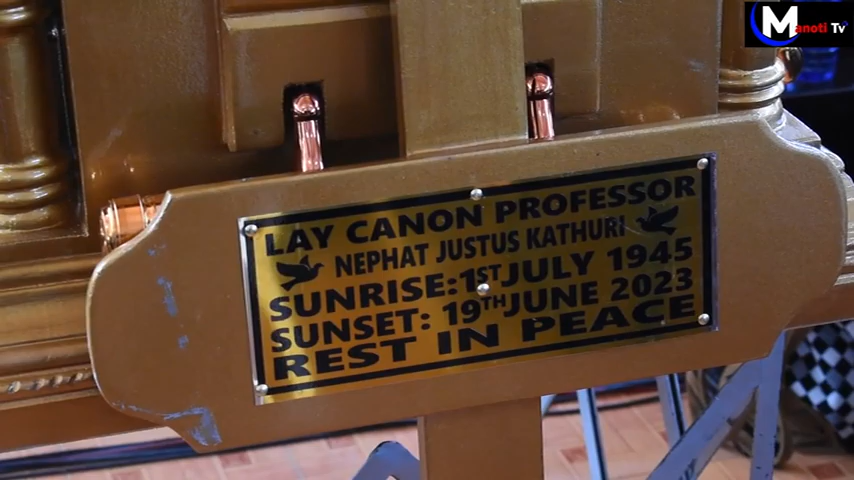 Manoti Tv
LAY CANON PROFESSOR
NEPHAT JUSTUS KATHURI
SUNRISE:1ST JULY 1945
SUNSET: 19TH JUNE 2023
REST IN PEACE